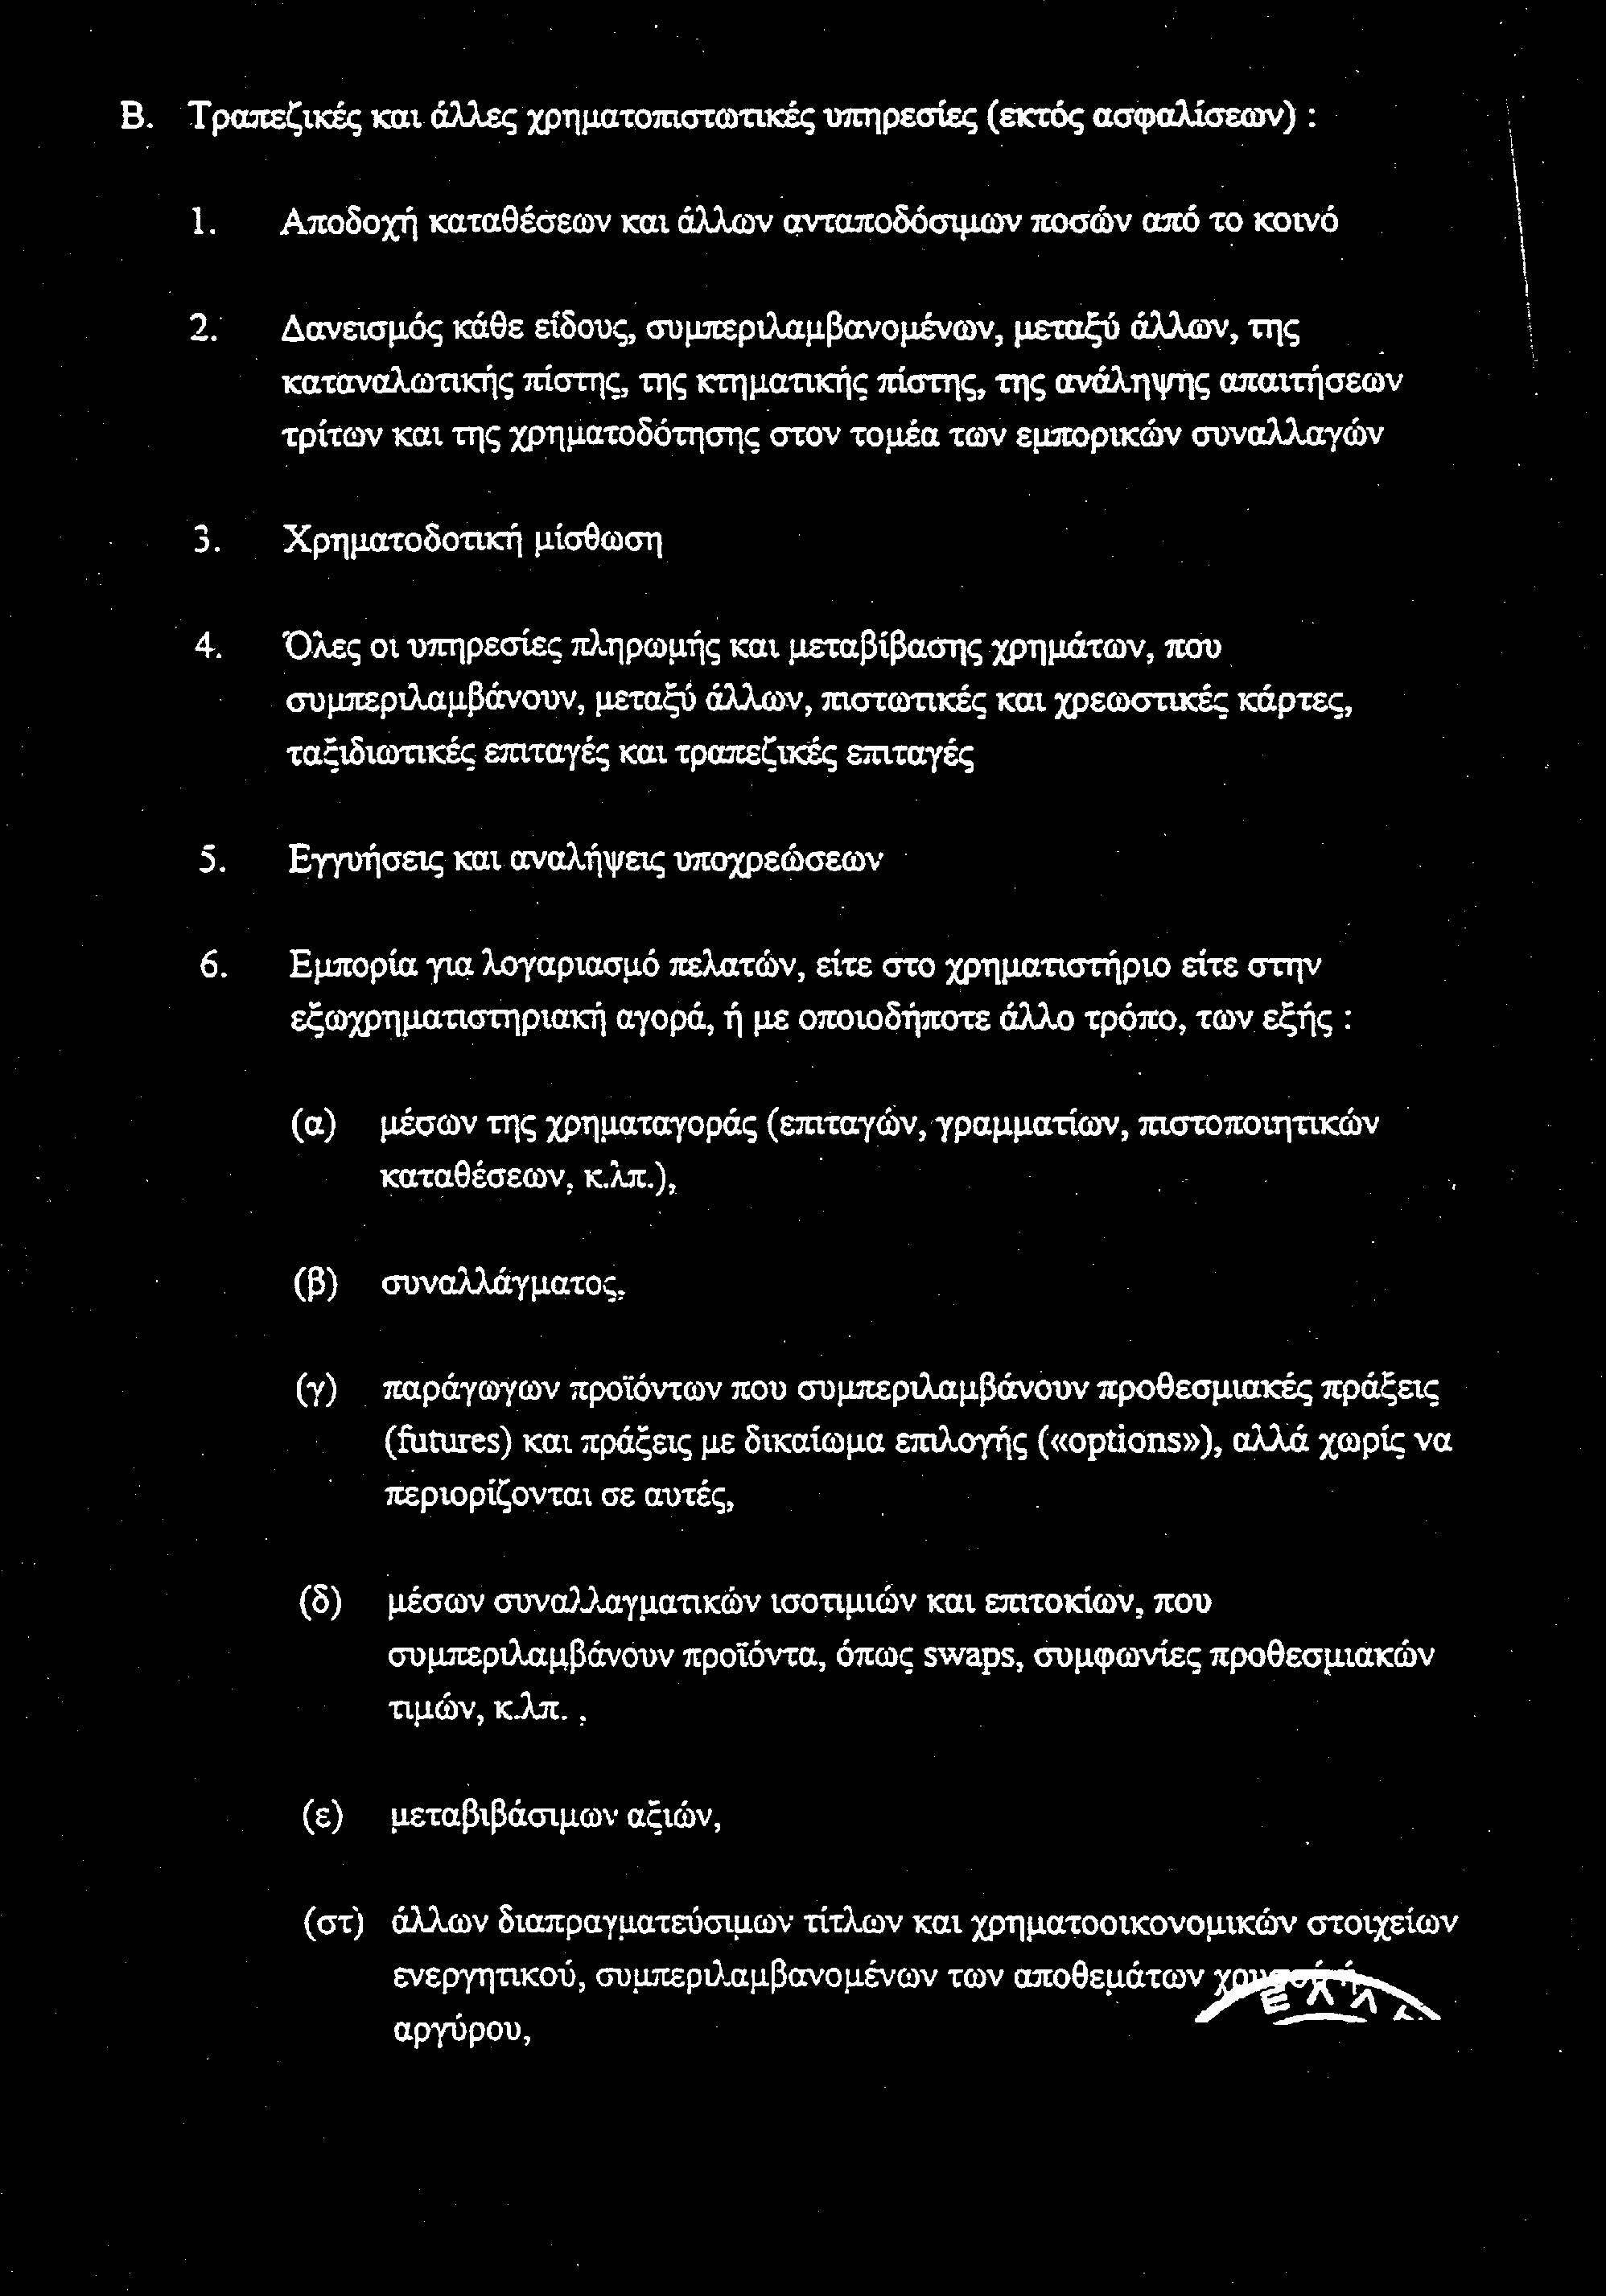 Β. Τραπεζικές και άλλες χρηματοπιστωτικές υπηρεσίες (εκτός ασφαλίσεων) :
1. Αποδοχή καταθέσεων και άλλων ανταποδόσιμων ποσών από το κοινό
2. Δανεισμός κάθε είδους, συμπεριλαμβανομένων, μεταξύ άλλων, της
καταναλωτικής πίστης, της κτηματικής πίστης, της ανάληψης απαιτήσεων
τρίτων και της χρηματοδότησης στον τομέα των εμπορικών συναλλαγών
3. Χρηματοδοτική μίσθωση
4. Όλες οι υπηρεσίες πληρωμής και μεταβίβασης χρημάτων, που
συμπεριλαμβάνουν, μεταξύ άλλων, πιστωτικές και χρεωστικές κάρτες,
ταξιδιωτικές επιταγές και τραπεζικές επιταγές
5. Εγγυήσεις και αναλήψεις υποχρεώσεων
6. Εμπορία για λογαριασμό πελατών, είτε στο χρηματιστήριο είτε στην
εξωχρηματιστηριακή αγορά, ή με οποιοδήποτε άλλο τρόπο, των εξής :
(α) μέσων της χρηματαγοράς (επιταγών, γραμματίων, πιστοποιητικών
καταθέσεων, κ.λπ.),
(β) συναλλάγματος,
(γ) παράγωγων προϊόντων που συμπεριλαμβάνουν προθεσμιακές πράξεις
(futures) και πράξεις με δικαίωμα επιλογής («options»), αλλά χωρίς να
περιορίζονται σε αυτές,
(δ) μέσων συναλλαγματικών ισοτιμιών και επιτοκίων, που
συμπεριλαμβάνουν προϊόντα, όπως swaps, συμφωνίες προθεσμιακών
τιμών, κ.λπ. ,
(ε) μεταβιβάσιμων αξιών,
(στ) άλλων διαπραγματεύσιμων τίτλων και χρηματοοικονομικών στοιχείων
ενεργητικού, συμπεριλαμβανομένων των αποθεμάτων
αργύρου,